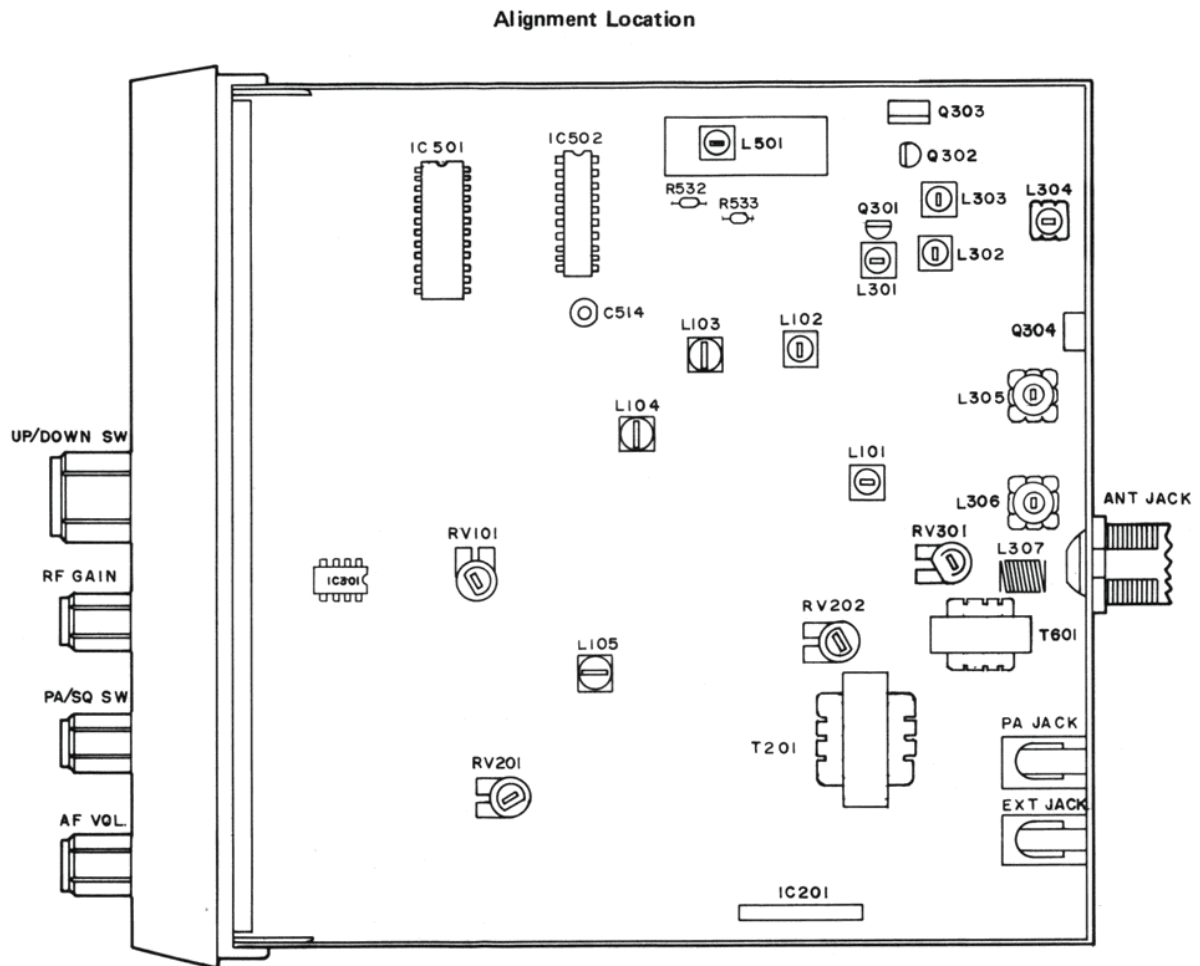 Alignment Location
Q303
IC501
IC502
L501
Q302
R532
R533
Q301
L303
L304
L302
L301
C514
L103
L102
Q304
L104
L305
UP/DOWN SW
L101
L306
ANT JACK
RV101
RV301
L307
RF GAIN
IC301
RV202
T601
L105
PA/SQ SW
T201
PA JACK
RV201
EXT JACK
AF VOL.
IC201